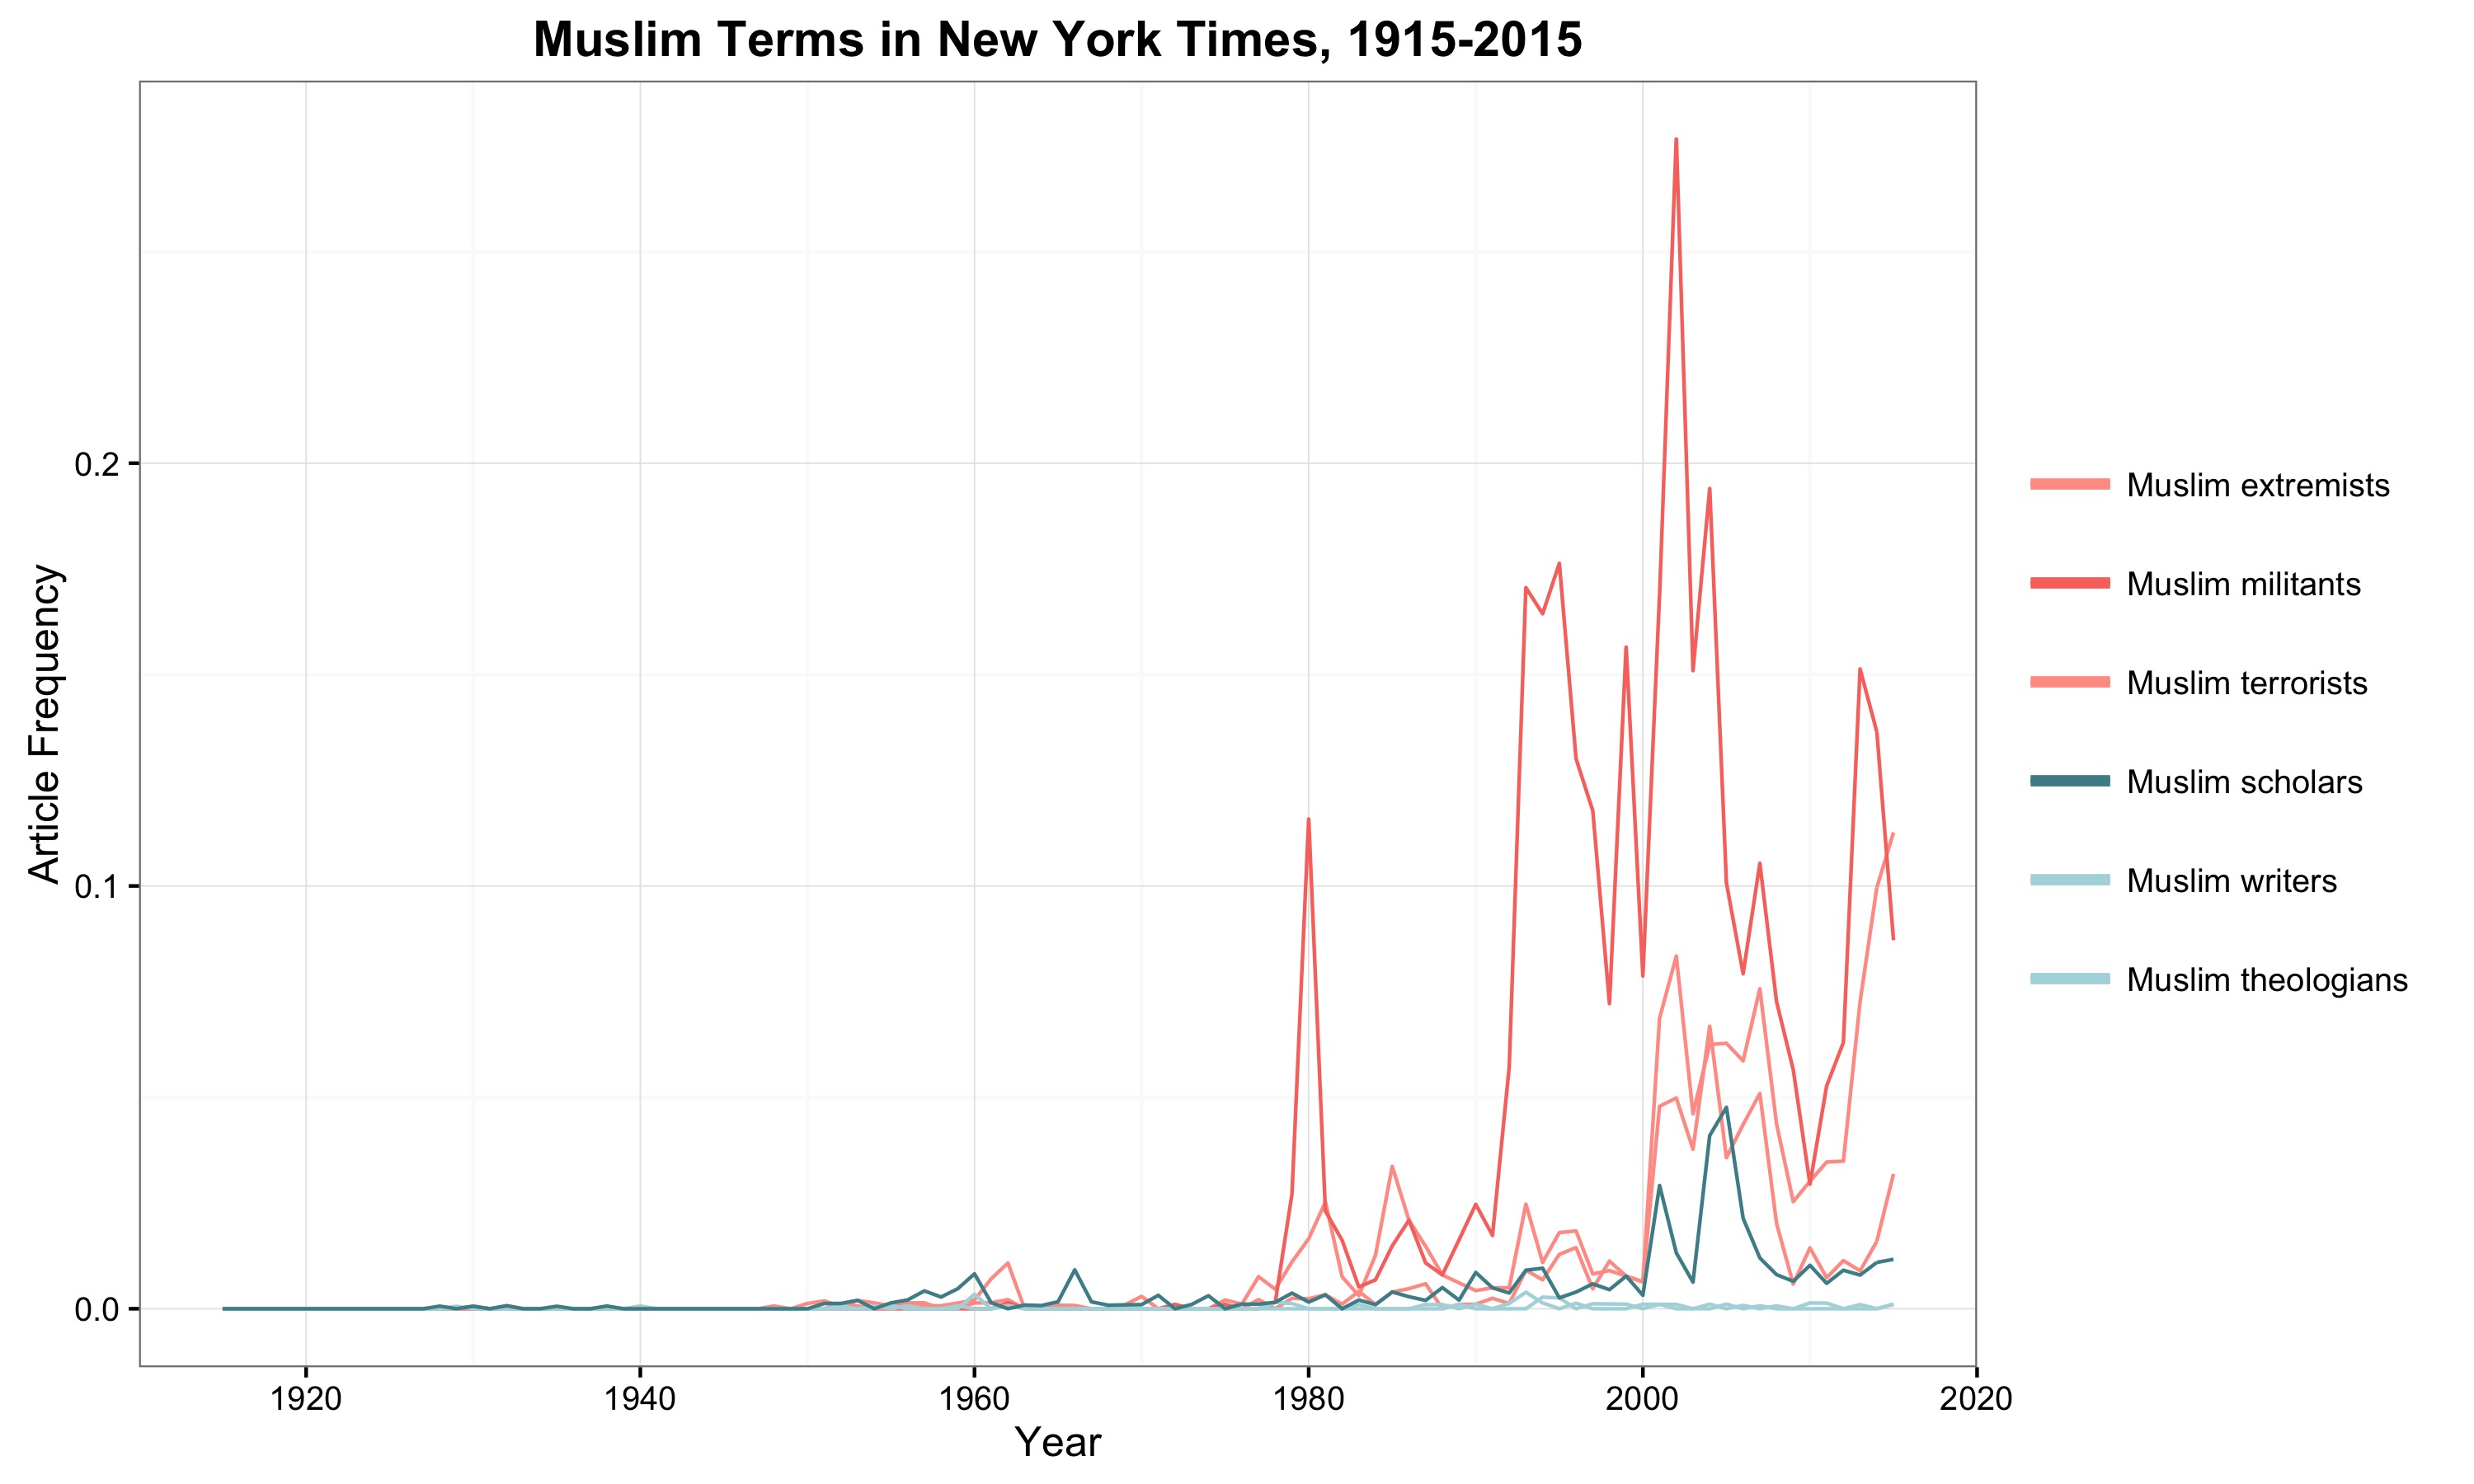 Muslim Terms in New York Times, 1915-2015
Article Frequency
0.2
0.1
0.0
1920 1940 1960 1980 2000 2020
Year
Muslim extremists
Muslim militants
Muslim terrorists
Muslim scholars
Muslim writers
Muslim theologians